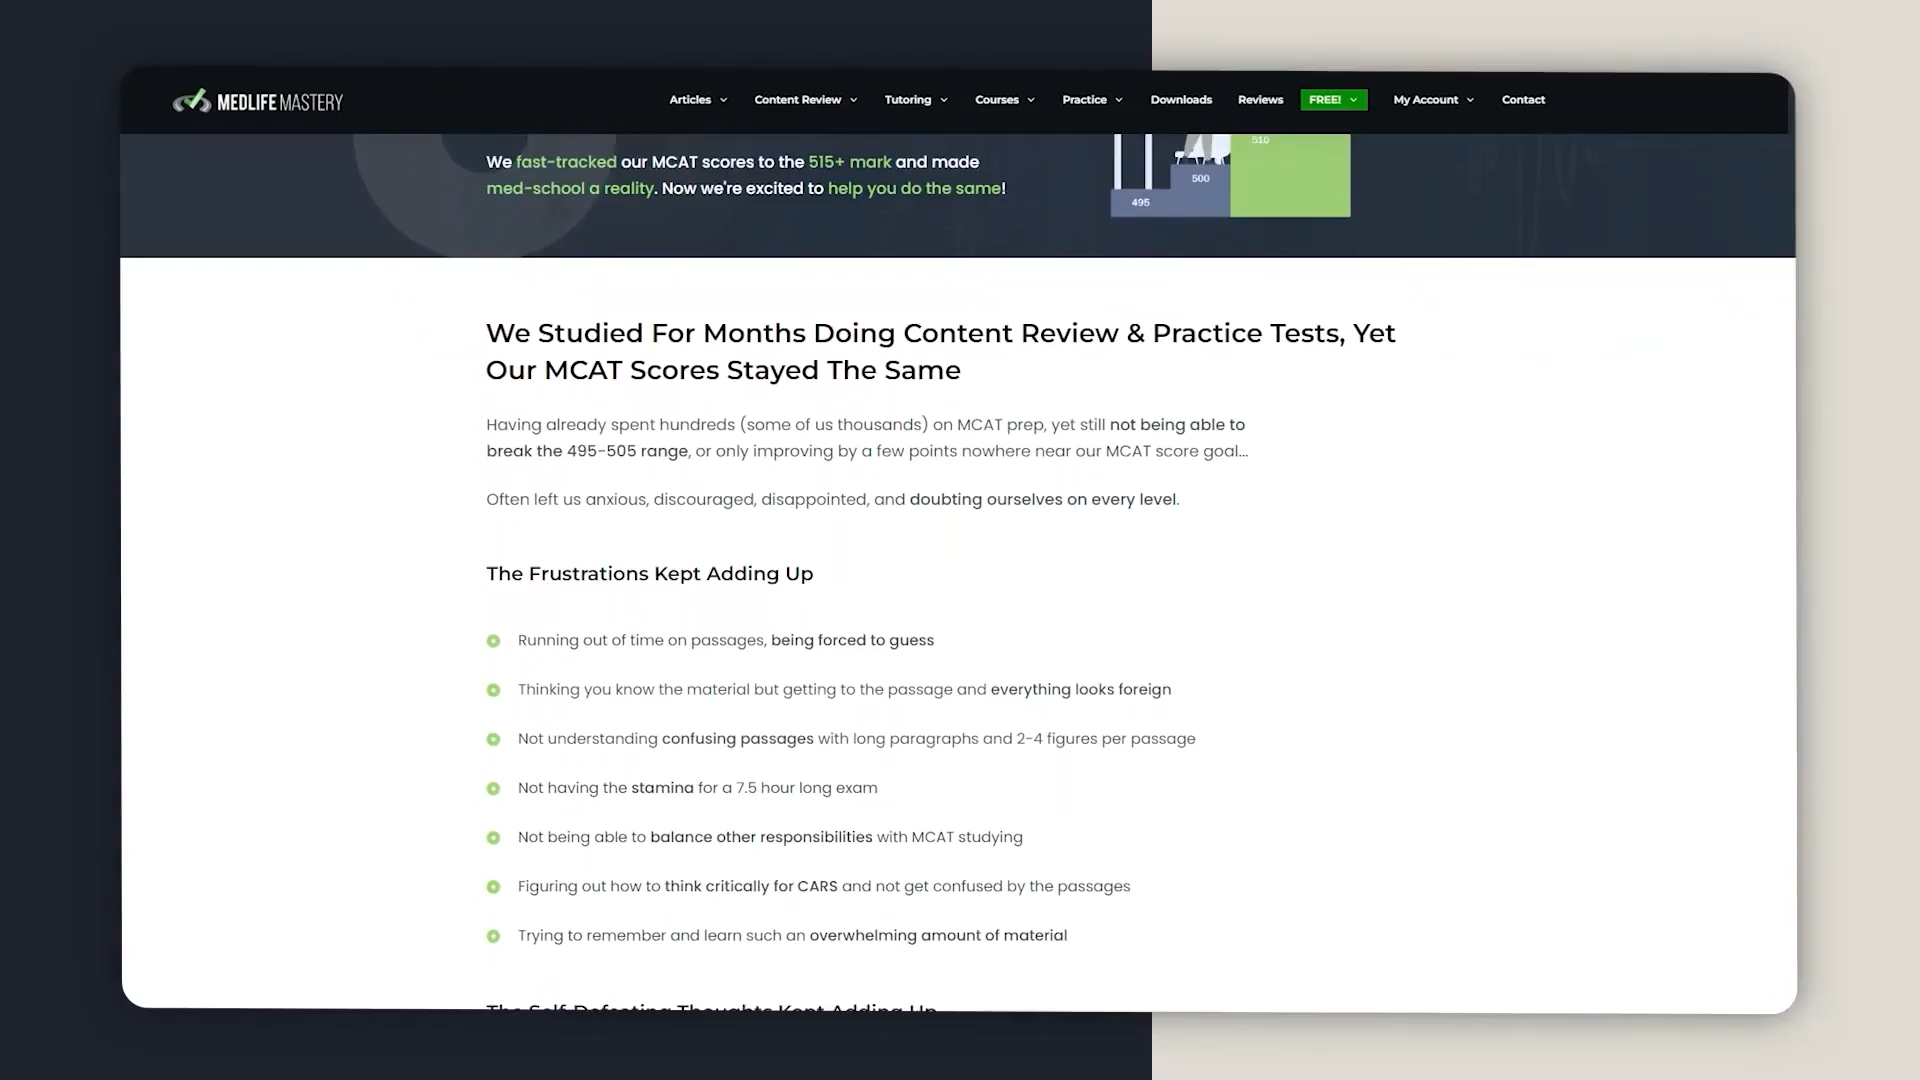 MEDLIFE MASTERY
Articles Content Review Tutoring Courses Practice Downloads Reviews FREE! My Account Contact
We fast-tracked our MCAT scores to the 515+ mark and made
med-school a reality. Now we're excited to help you do the same!
510
500
495
We Studied For Months Doing Content Review & Practice Tests, Yet
Our MCAT Scores Stayed The Same
Having already spent hundreds (some of us thousands) on MCAT prep, yet still not being able to
break the 495-505 range, or only improving by a few points nowhere near our MCAT score goal...
Often left us anxious, discouraged, disappointed, and doubting ourselves on every level.
The Frustrations Kept Adding Up
Running out of time on passages, being forced to guess
Thinking you know the material but getting to the passage and everything looks foreign
Not understanding confusing passages with long paragraphs and 2-4 figures per passage
Not having the stamina for a 7.5 hour long exam
Not being able to balance other responsibilities with MCAT studying
Figuring out how to think critically for CARS and not get confused by the passages
Trying to remember and learn such an overwhelming amount of material
The Self-Defeating Thoughts Kept Adding Up